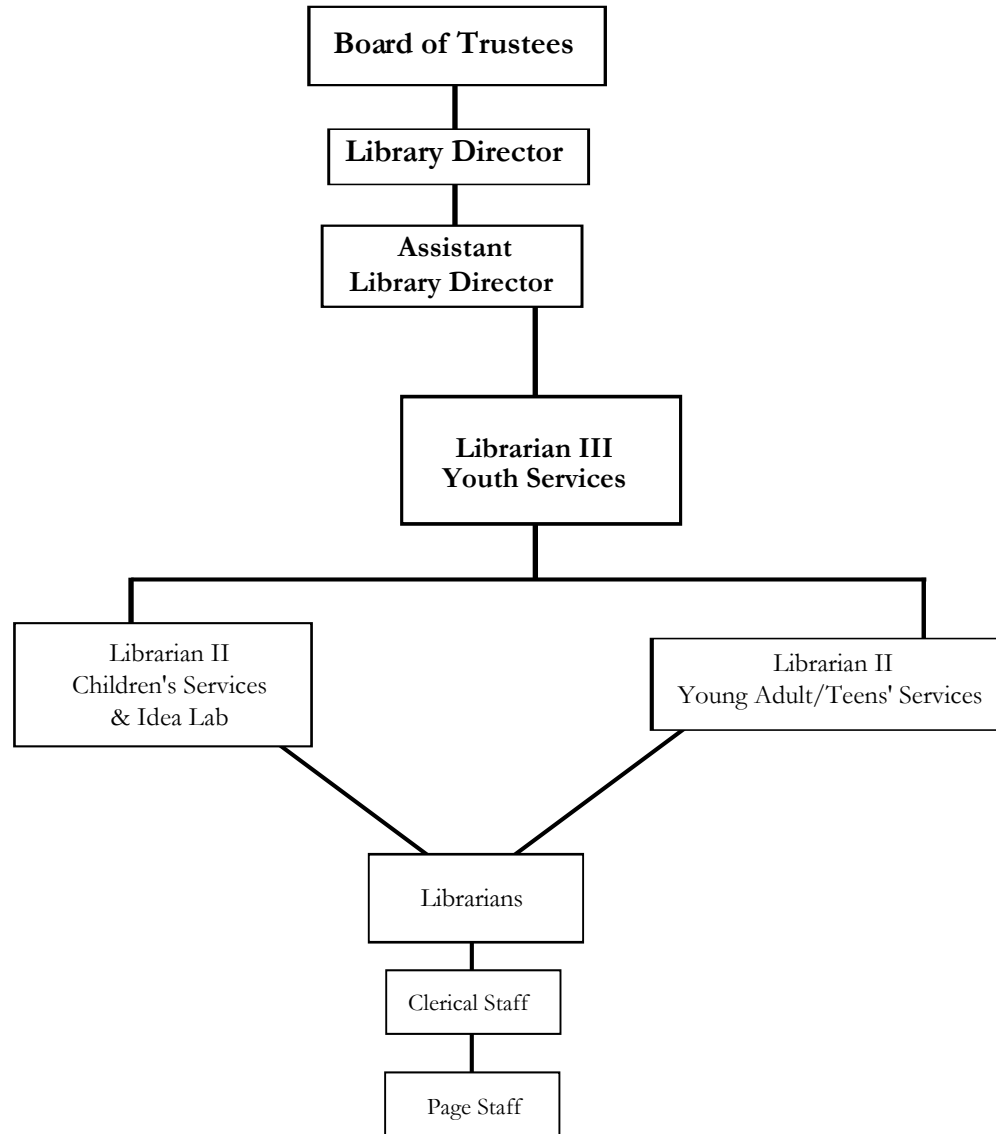 Board of Trustees
Library Director
Assistant
Library Director
Librarian III
Youth Services
Librarian II
Children's Services
& Idea Lab
Librarian II
Young Adult/Teens' Services
Librarians
Clerical Staff
Page Staff